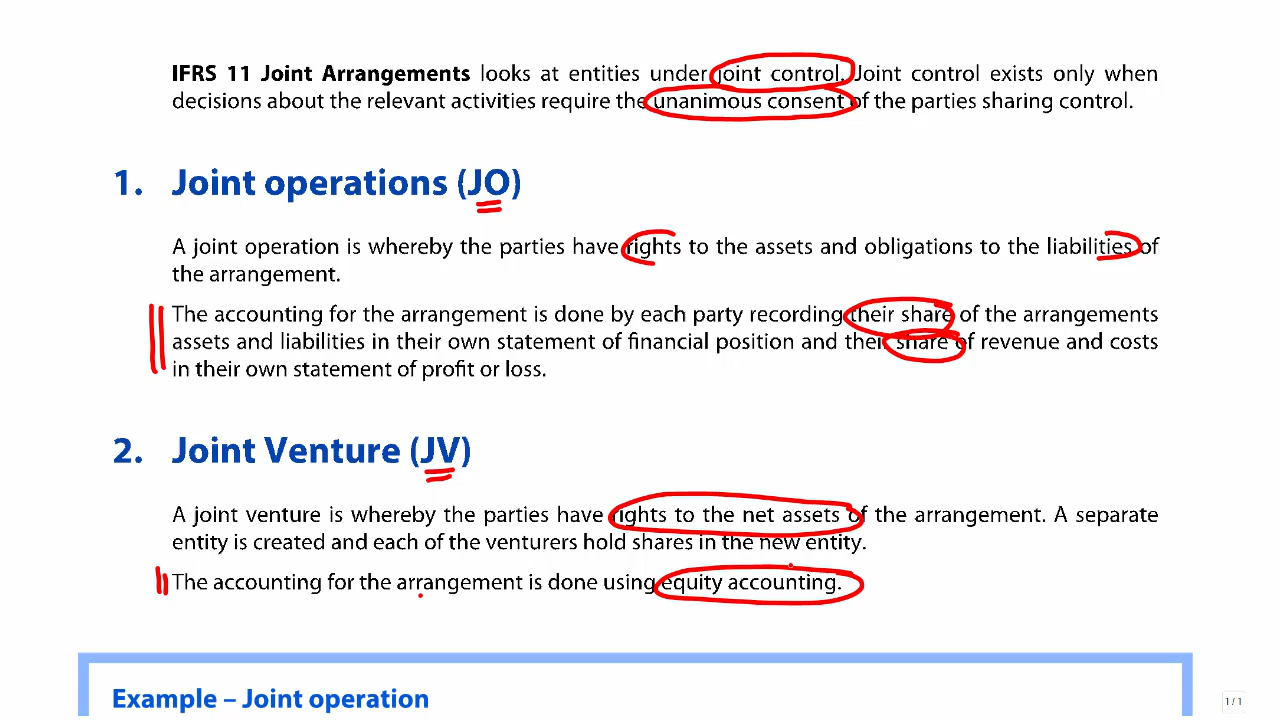 IFRS 11 Joint Arrangements looks at entities under joint control. Joint control exists only when
decisions about the relevant activities require the unanimous consent of the parties sharing control.
1. Joint operations (JO)
A joint operation is whereby the parties have rights to the assets and obligations to the liabilities of
the arrangement.
The accounting for the arrangement is done by each party recording their share of the arrangements
assets and liabilities in their own statement of financial position and their share of revenue and costs
in their own statement of profit or loss.
2. Joint Venture (JV)
A joint venture is whereby the parties have rights to the net assets of the arrangement. A separate
entity is created and each of the venturers hold shares in the new entity.
The accounting for the arrangement is done using equity accounting.
Example – Joint operation
1 / 1